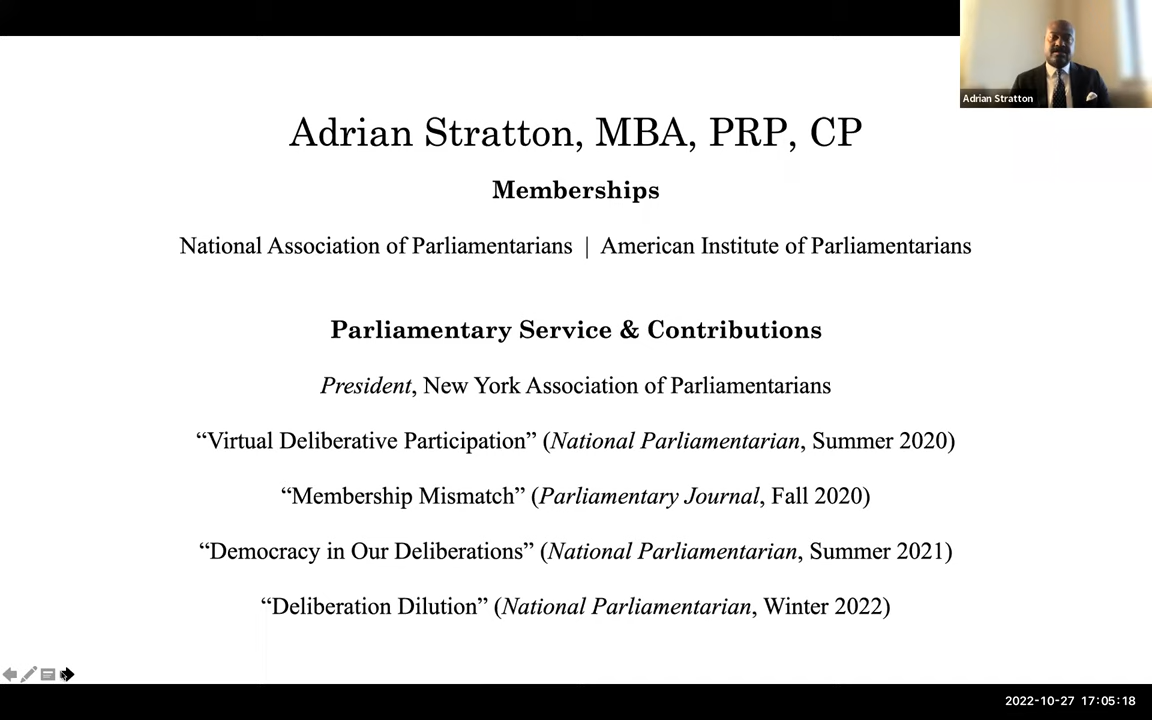 Adrian Stratton
Adrian Stratton, MBA, PRP, CP
Memberships
National Association of Parliamentarians | American Institute of Parliamentarians
Parliamentary Service & Contributions
President, New York Association of Parliamentarians
“Virtual Deliberative Participation” (National Parliamentarian, Summer 2020)
“Membership Mismatch” (Parliamentary Journal, Fall 2020)
“Democracy in Our Deliberations” (National Parliamentarian, Summer 2021)
“Deliberation Dilution” (National Parliamentarian, Winter 2022)
2022-10-27 17:05:18